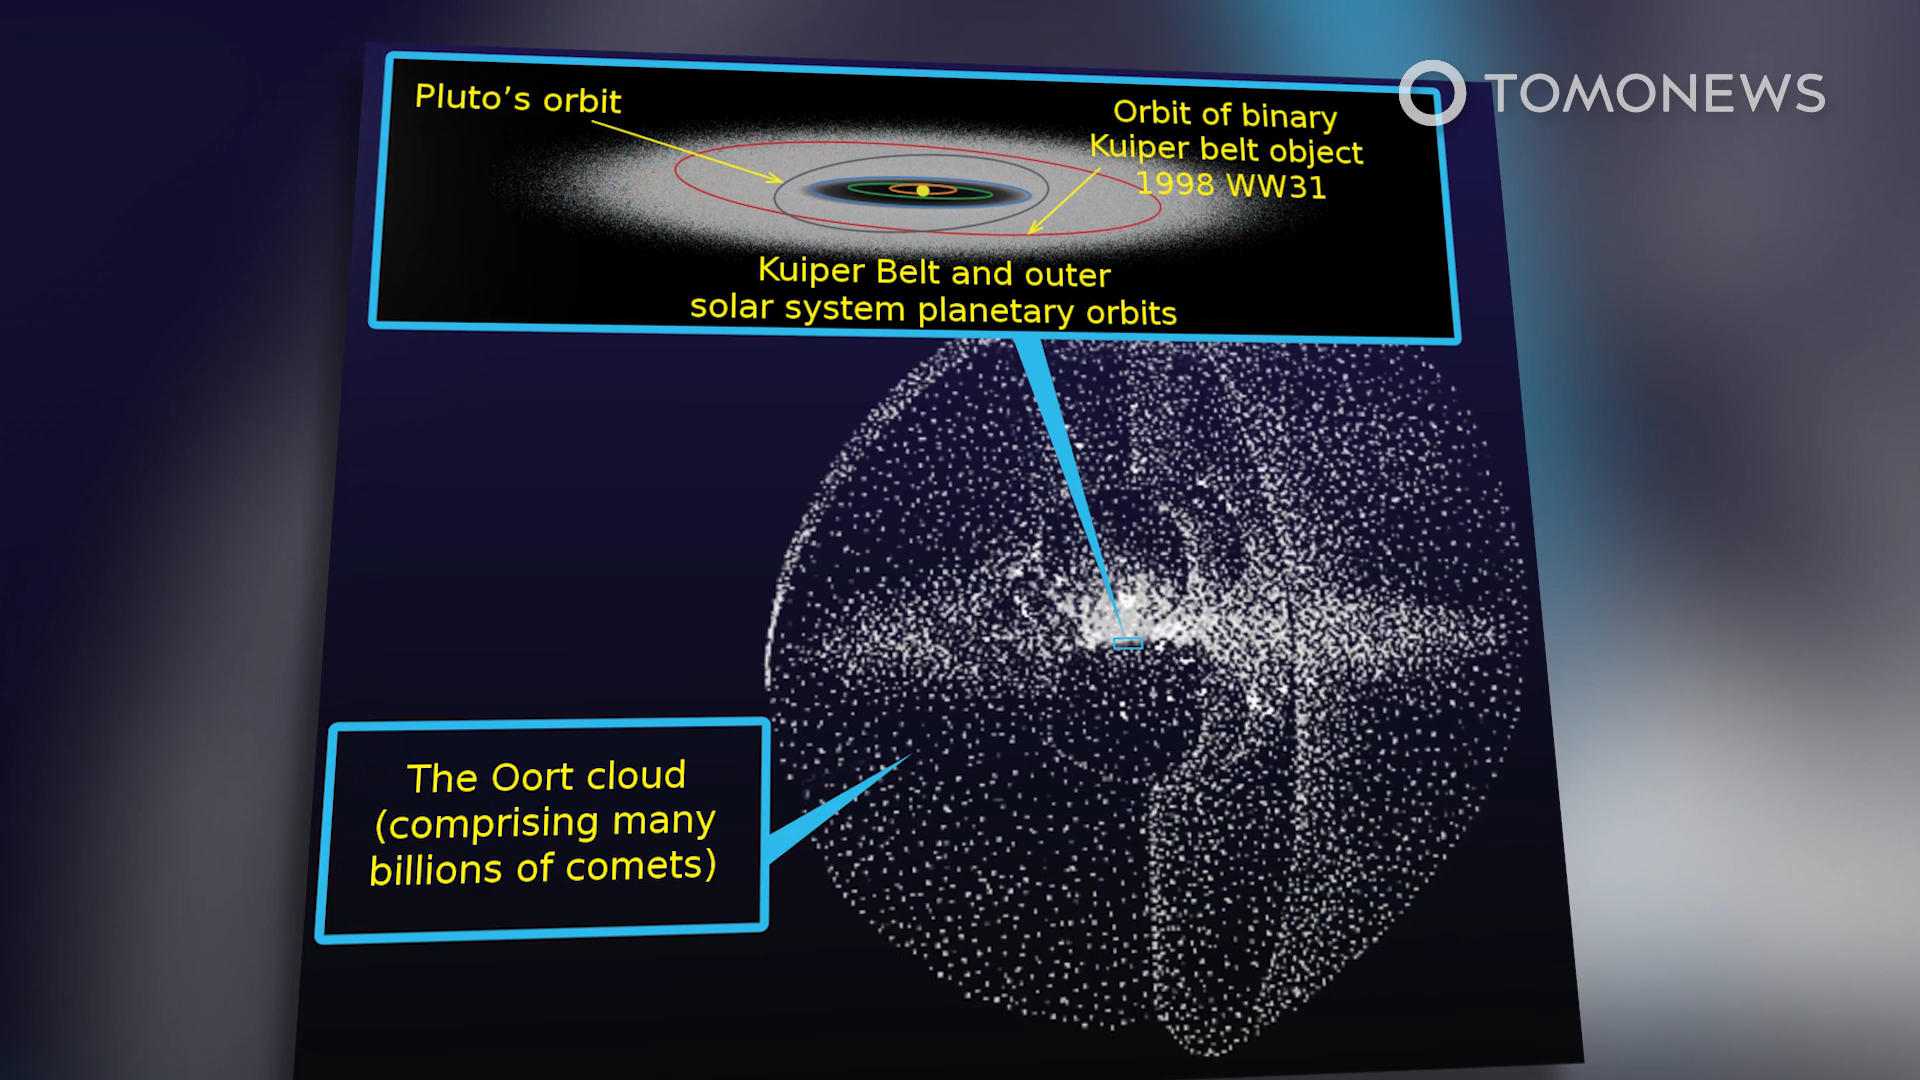 TOMONEWS
Pluto’s orbit
Orbit of binary
Kuiper belt object
1998 WW31
Kuiper Belt and outer
solar system planetary orbits
The Oort cloud
(comprising many
billions of comets)